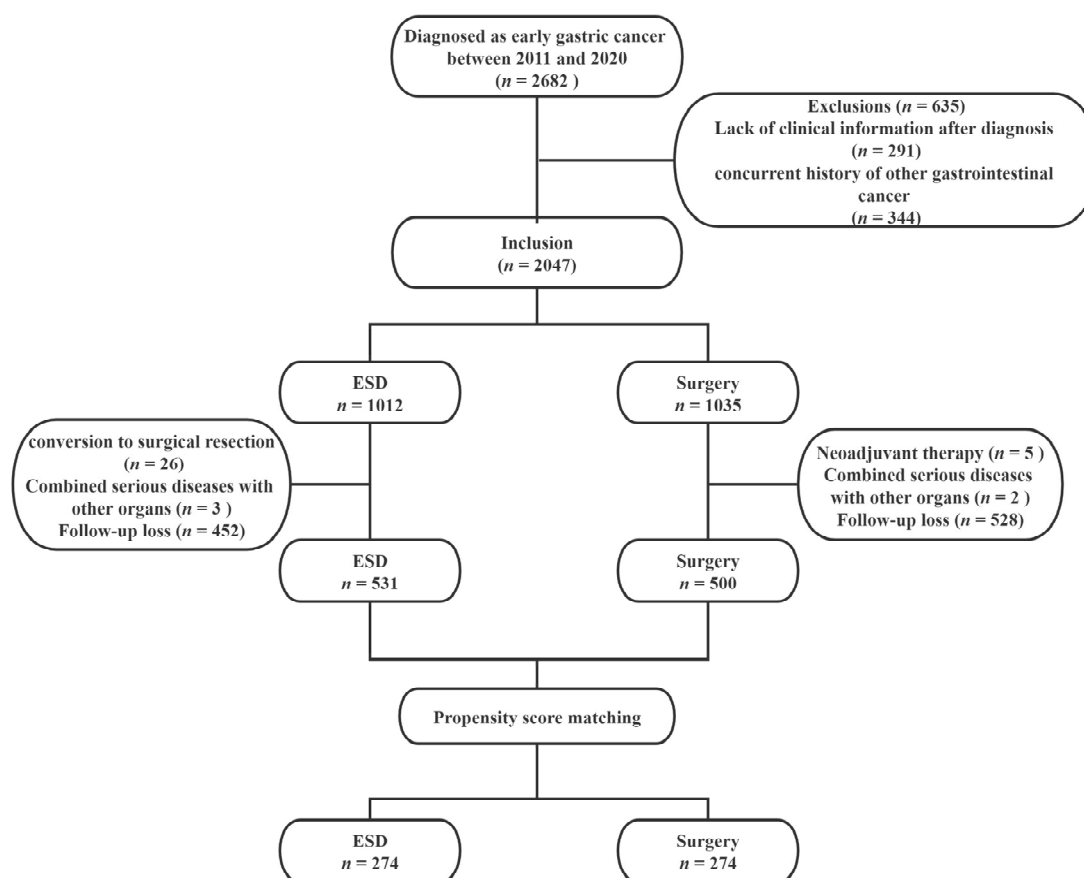 Diagnosed as early gastric cancer
between 2011 and 2020
(n = 2682 )
Exclusions (n = 635)
Lack of clinical information after diagnosis
(n = 291)
concurrent history of other gastrointestinal
cancer
(n = 344)
Inclusion
(n = 2047)
ESD
n = 1012
Surgery
n = 1035
conversion to surgical resection
(n = 26)
Combined serious diseases with
other organs (n = 3 )
Follow-up loss (n = 452)
Neoadjuvant therapy (n = 5 )
Combined serious diseases
with other organs (n = 2 )
Follow-up loss (n = 528)
ESD
n = 531
Surgery
n = 500
Propensity score matching
ESD
n = 274
Surgery
n = 274